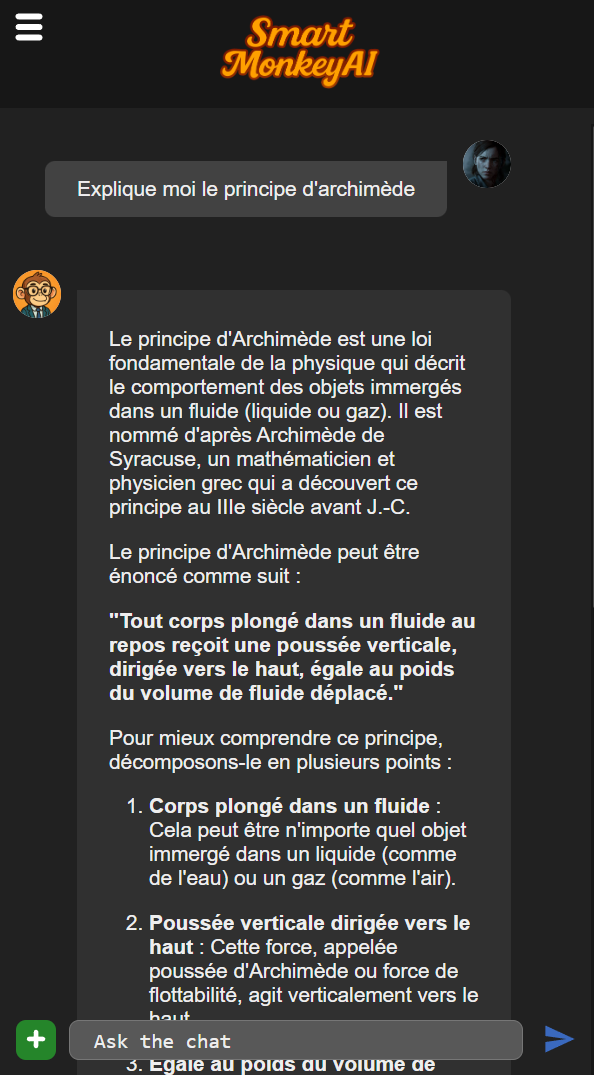 Smart
MonkeyAI
Explique moi le principe d'archimède
Le principe d'Archimède est une loi
fondamentale de la physique qui décrit
le comportement des objets immergés
dans un fluide (liquide ou gaz). Il est
nommé d'après Archimède de
Syracuse, un mathématicien et
physicien grec qui a découvert ce
principe au IIIe siècle avant J.-C.
Le principe d'Archimède peut être
énoncé comme suit :
"Tout corps plongé dans un fluide au
repos reçoit une poussée verticale,
dirigée vers le haut, égale au poids
du volume de fluide déplacé."
Pour mieux comprendre ce principe,
décomposons-le en plusieurs points :
1. Corps plongé dans un fluide :
Cela peut être n'importe quel objet
immergé dans un liquide (comme
de l'eau) ou un gaz (comme l'air).
2. Poussée verticale dirigée vers le
haut : Cette force, appelée
poussée d'Archimède ou force de
flottabilité, agit verticalement vers le
haut
Ask the chat
3. Égale au poids du volume de